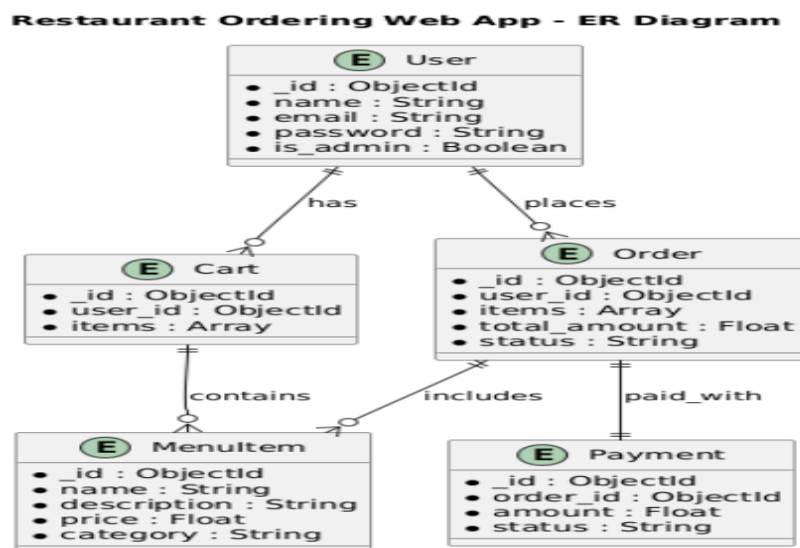 Restaurant Ordering Web App - ER Diagram
E User
_id : ObjectId
name : String
email : String
password : String
is_admin : Boolean
has
places
E Cart
_id : ObjectId
user_id : ObjectId
items : Array
E Order
_id : ObjectId
user_id : ObjectId
items : Array
total_amount : Float
status : String
contains
includes
paid_with
E MenuItem
_id : ObjectId
name : String
description : String
price : Float
category : String
E Payment
_id : ObjectId
order_id : ObjectId
amount : Float
status : String